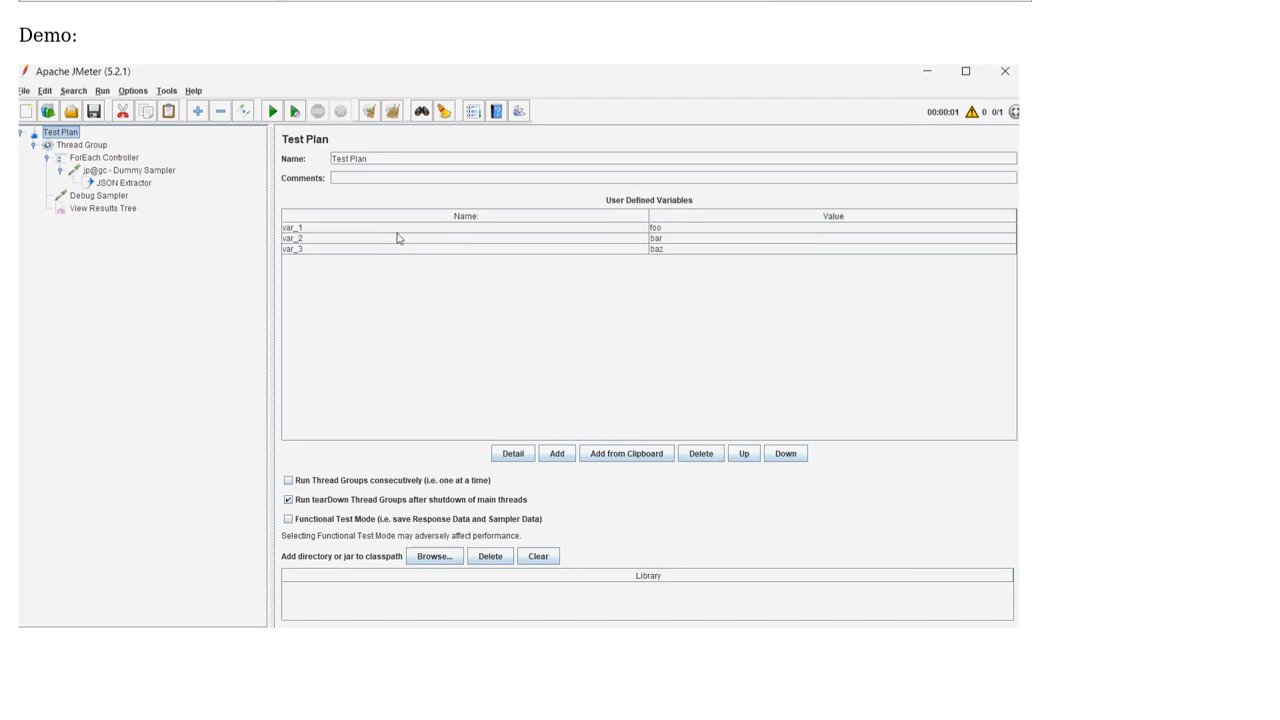 Demo:
Apache JMeter (5.2.1)
File Edit Search Run Options Tools Help
00:00:01 0 0/1
Test Plan
Thread Group
ForEach Controller
jp@gc - Dummy Sampler
JSON Extractor
Debug Sampler
View Results Tree
Test Plan
Name: Test Plan
Comments:
User Defined Variables
Name: Value
var_1 foo
var_2 bar
var_3 baz
Detail Add Add from Clipboard Delete Up Down
Run Thread Groups consecutively (i.e. one at a time)
Run tearDown Thread Groups after shutdown of main threads
Functional Test Mode (i.e. save Response Data and Sampler Data)
Selecting Functional Test Mode may adversely affect performance.
Add directory or jar to classpath Browse... Delete Clear
Library